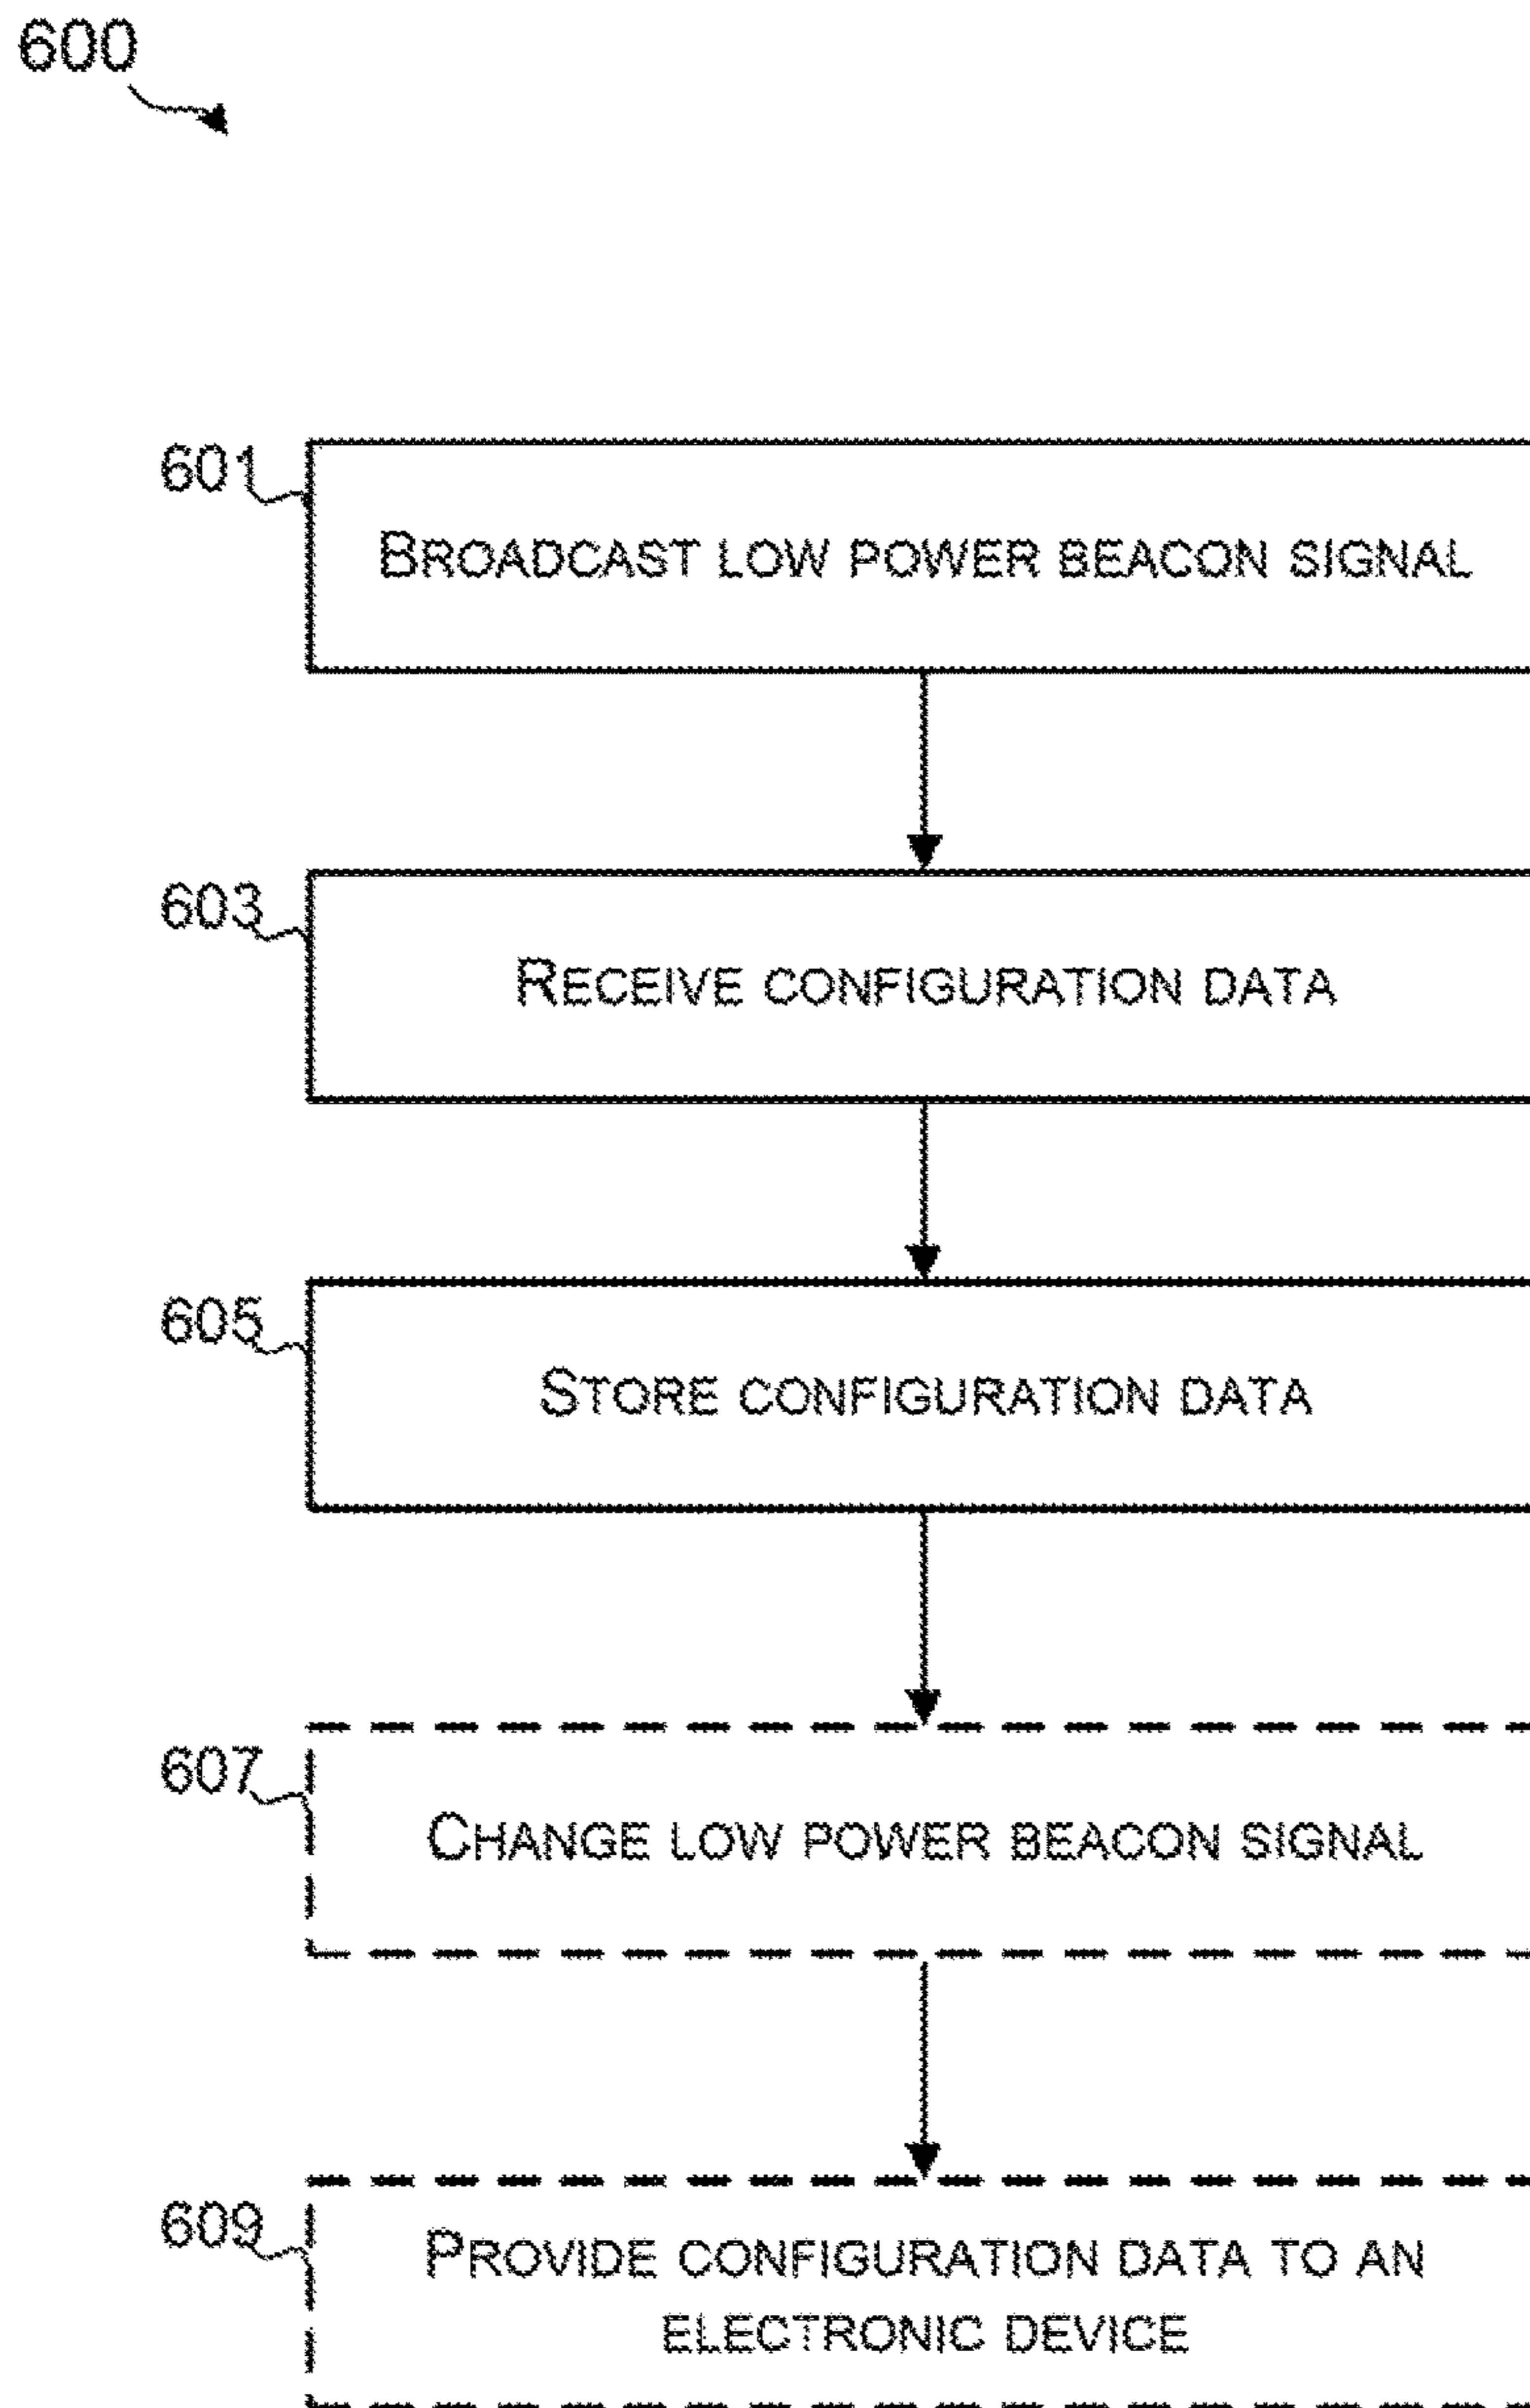 600
601
BROADCAST LOW POWER BEACON SIGNAL
603
RECEIVE CONFIGURATION DATA
605
STORE CONFIGURATION DATA
607
CHANGE LOW POWER BEACON SIGNAL
609
PROVIDE CONFIGURATION DATA TO AN
ELECTRONIC DEVICE